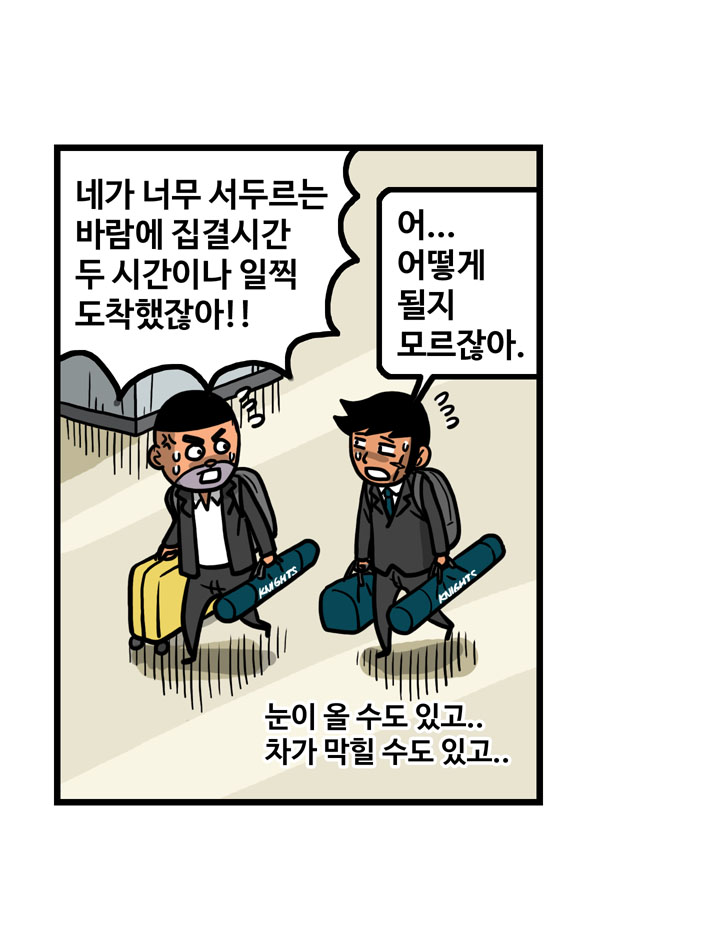 네가 너무 서두르는
바람에 집결시간
두 시간이나 일찍
도착했잖아!!
어...
어떻게
될지
모르잖아.
KNIGHTS
KNIGHTS
눈이 올 수도 있고..
차가 막힐 수도 있고..